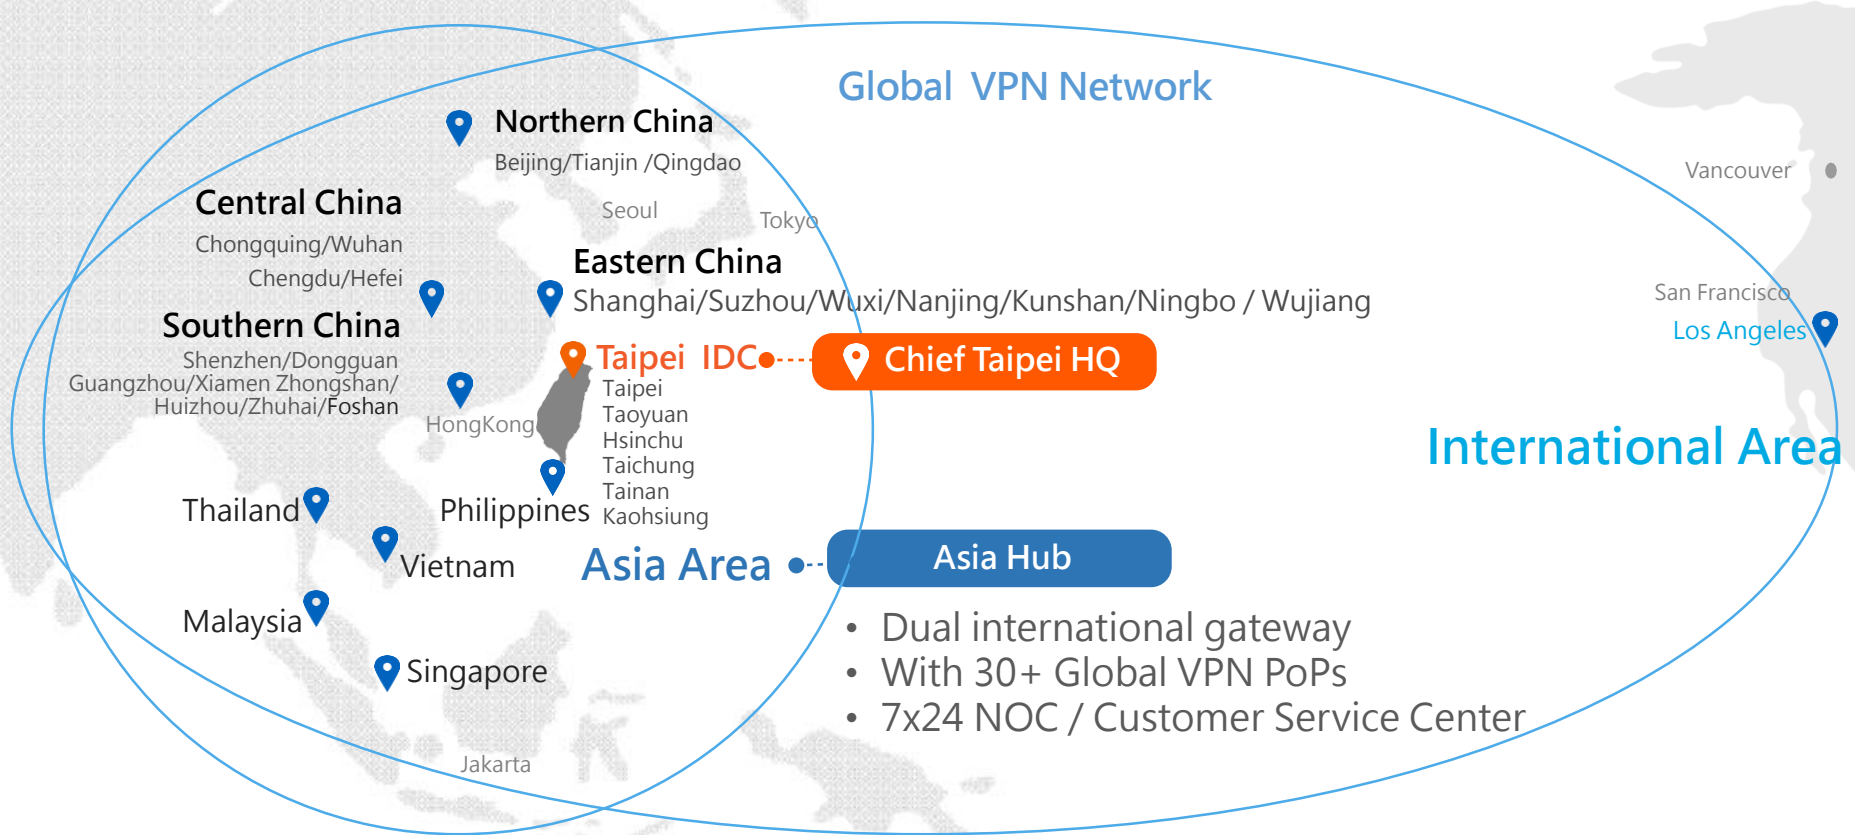 Global VPN Network
Northern China
Beijing/Tianjin /Qingdao
Vancouver
Central China
Chongquing/Wuhan
Chengdu/Hefei
Seoul
Tokyo
Eastern China
Shanghai/Suzhou/Wuxi/Nanjing/Kunshan/Ningbo / Wujiang
San Francisco
Los Angeles
Southern China
Shenzhen/Dongguan
Guangzhou/Xiamen Zhongshan/
Huizhou/Zhuhai/Foshan
HongKong
Taipei IDC
Chief Taipei HQ
Taipei
Taoyuan
Hsinchu
Taichung
Tainan
Kaohsiung
International Area
Thailand
Philippines
Vietnam
Malaysia
Singapore
Asia Area
Asia Hub
• Dual international gateway
• With 30+ Global VPN PoPs
• 7x24 NOC / Customer Service Center
Jakarta